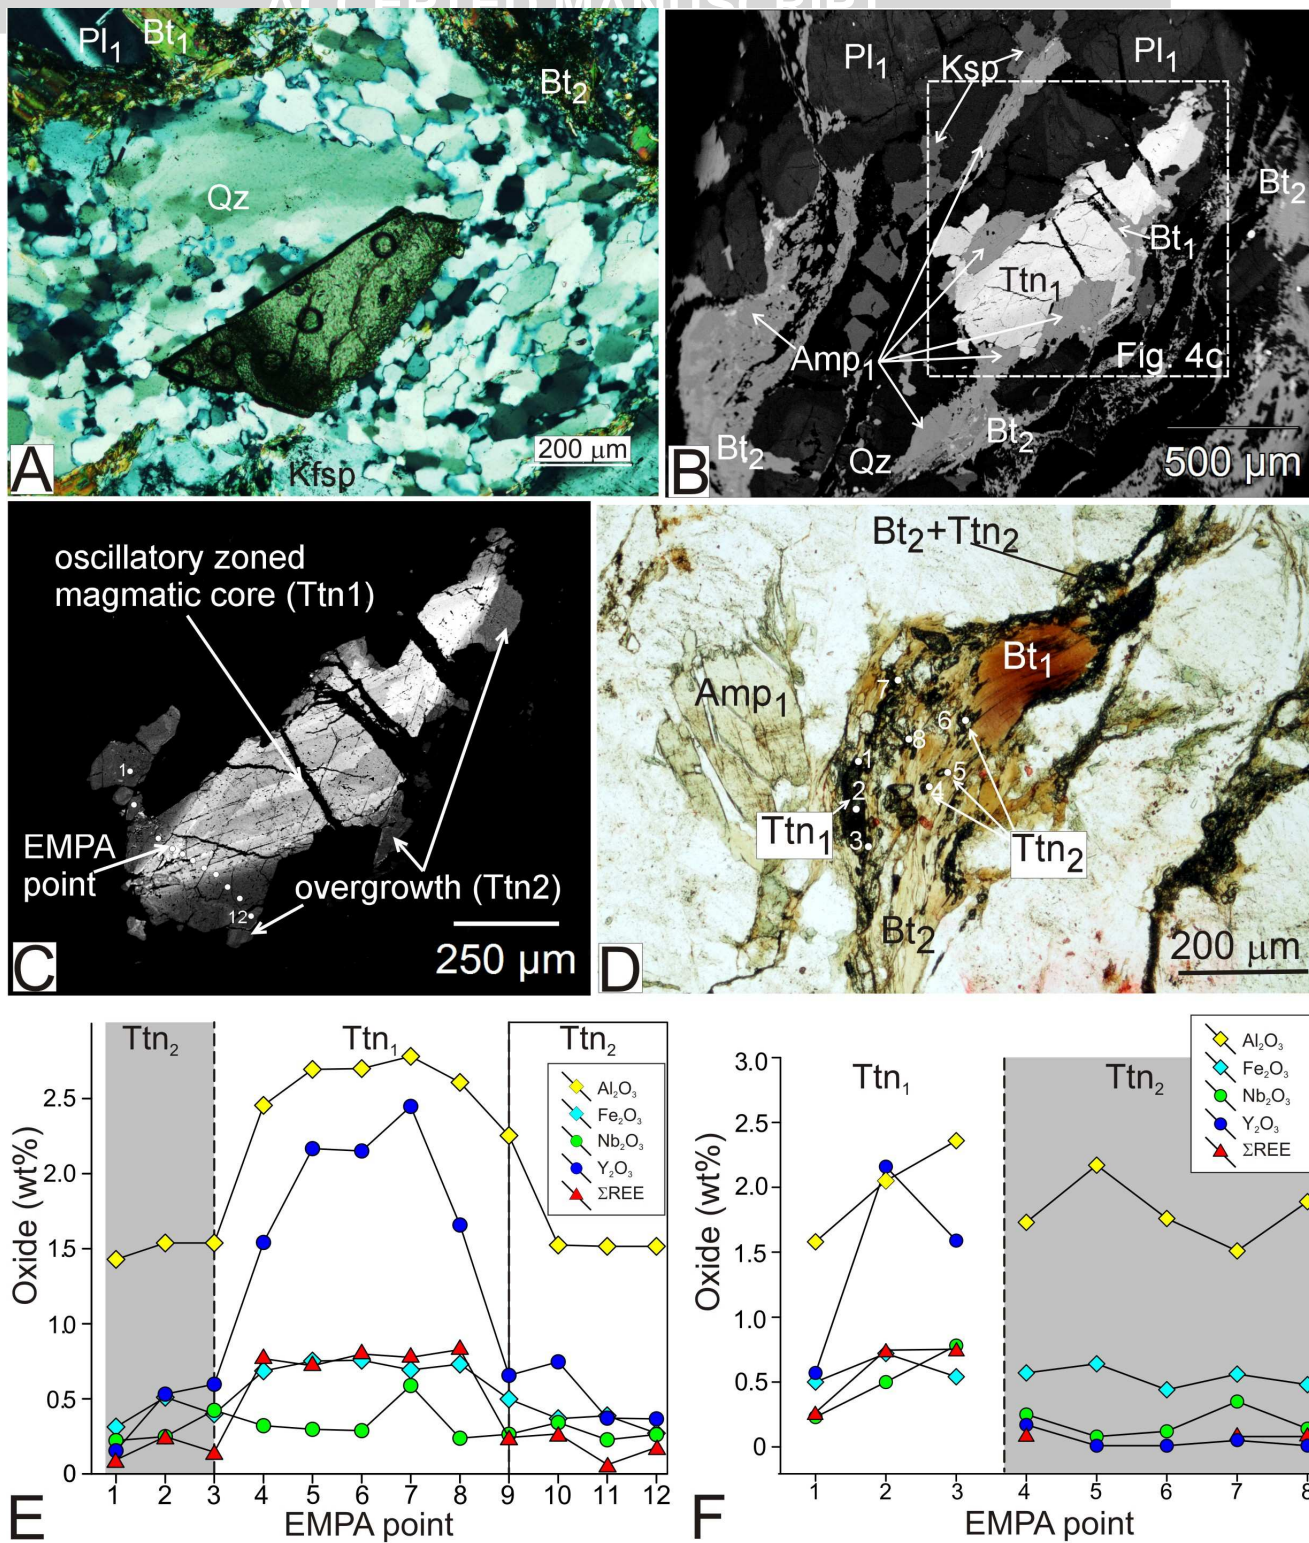 ACCEPTED MANUSCRIPT
Pl1
Bt1
Bt2
Qz
Kfsp
200 µm
A
Pl1
Ksp
Pl1
Bt2
Bt1
Ttn1
Amp1
Fig. 4c
Bt2
Qz
Bt2
500 µm
B
oscillatory zoned
magmatic core (Ttn1)
1
EMPA
point
overgrowth (Ttn2)
12
250 µm
C
Bt2+Ttn2
Bt1
Amp1
7
6
8
1
5
2
4
Ttn1
3
Ttn2
Bt2
200 µm
D
Ttn2
Ttn1
Ttn2
Al2O3
Fe2O3
Nb2O3
Y2O3
ΣREE
Oxide (wt%)
2.5
2.0
1.5
1.0
0.5
0
1 2 3 4 5 6 7 8 9 10 11 12
EMPA point
E
Ttn1
Ttn2
Al2O3
Fe2O3
Nb2O3
Y2O3
ΣREE
Oxide (wt%)
3.0
2.5
2.0
1.5
1.0
0.5
0
1 2 3 4 5 6 7 8
EMPA point
F